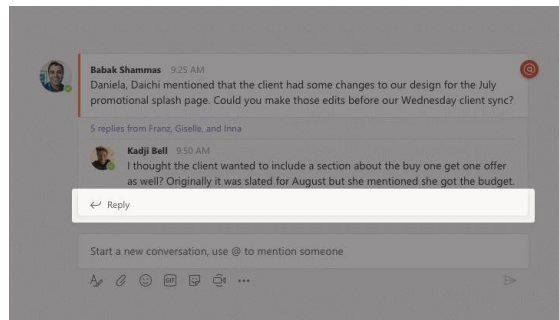 Babak Shammas 9:25 AM
Daniela, Daichi mentioned that the client had some changes to our design for the July
promotional splash page. Could you make those edits before our Wednesday client sync?
5 replies from Franz, Giselle, and Inna
Kadji Bell 9:50 AM
I thought the client wanted to include a section about the buy one get one offer
as well? Originally it was slated for August but she mentioned she got the budget.
Reply
Start a new conversation, use @ to mention someone
GIF